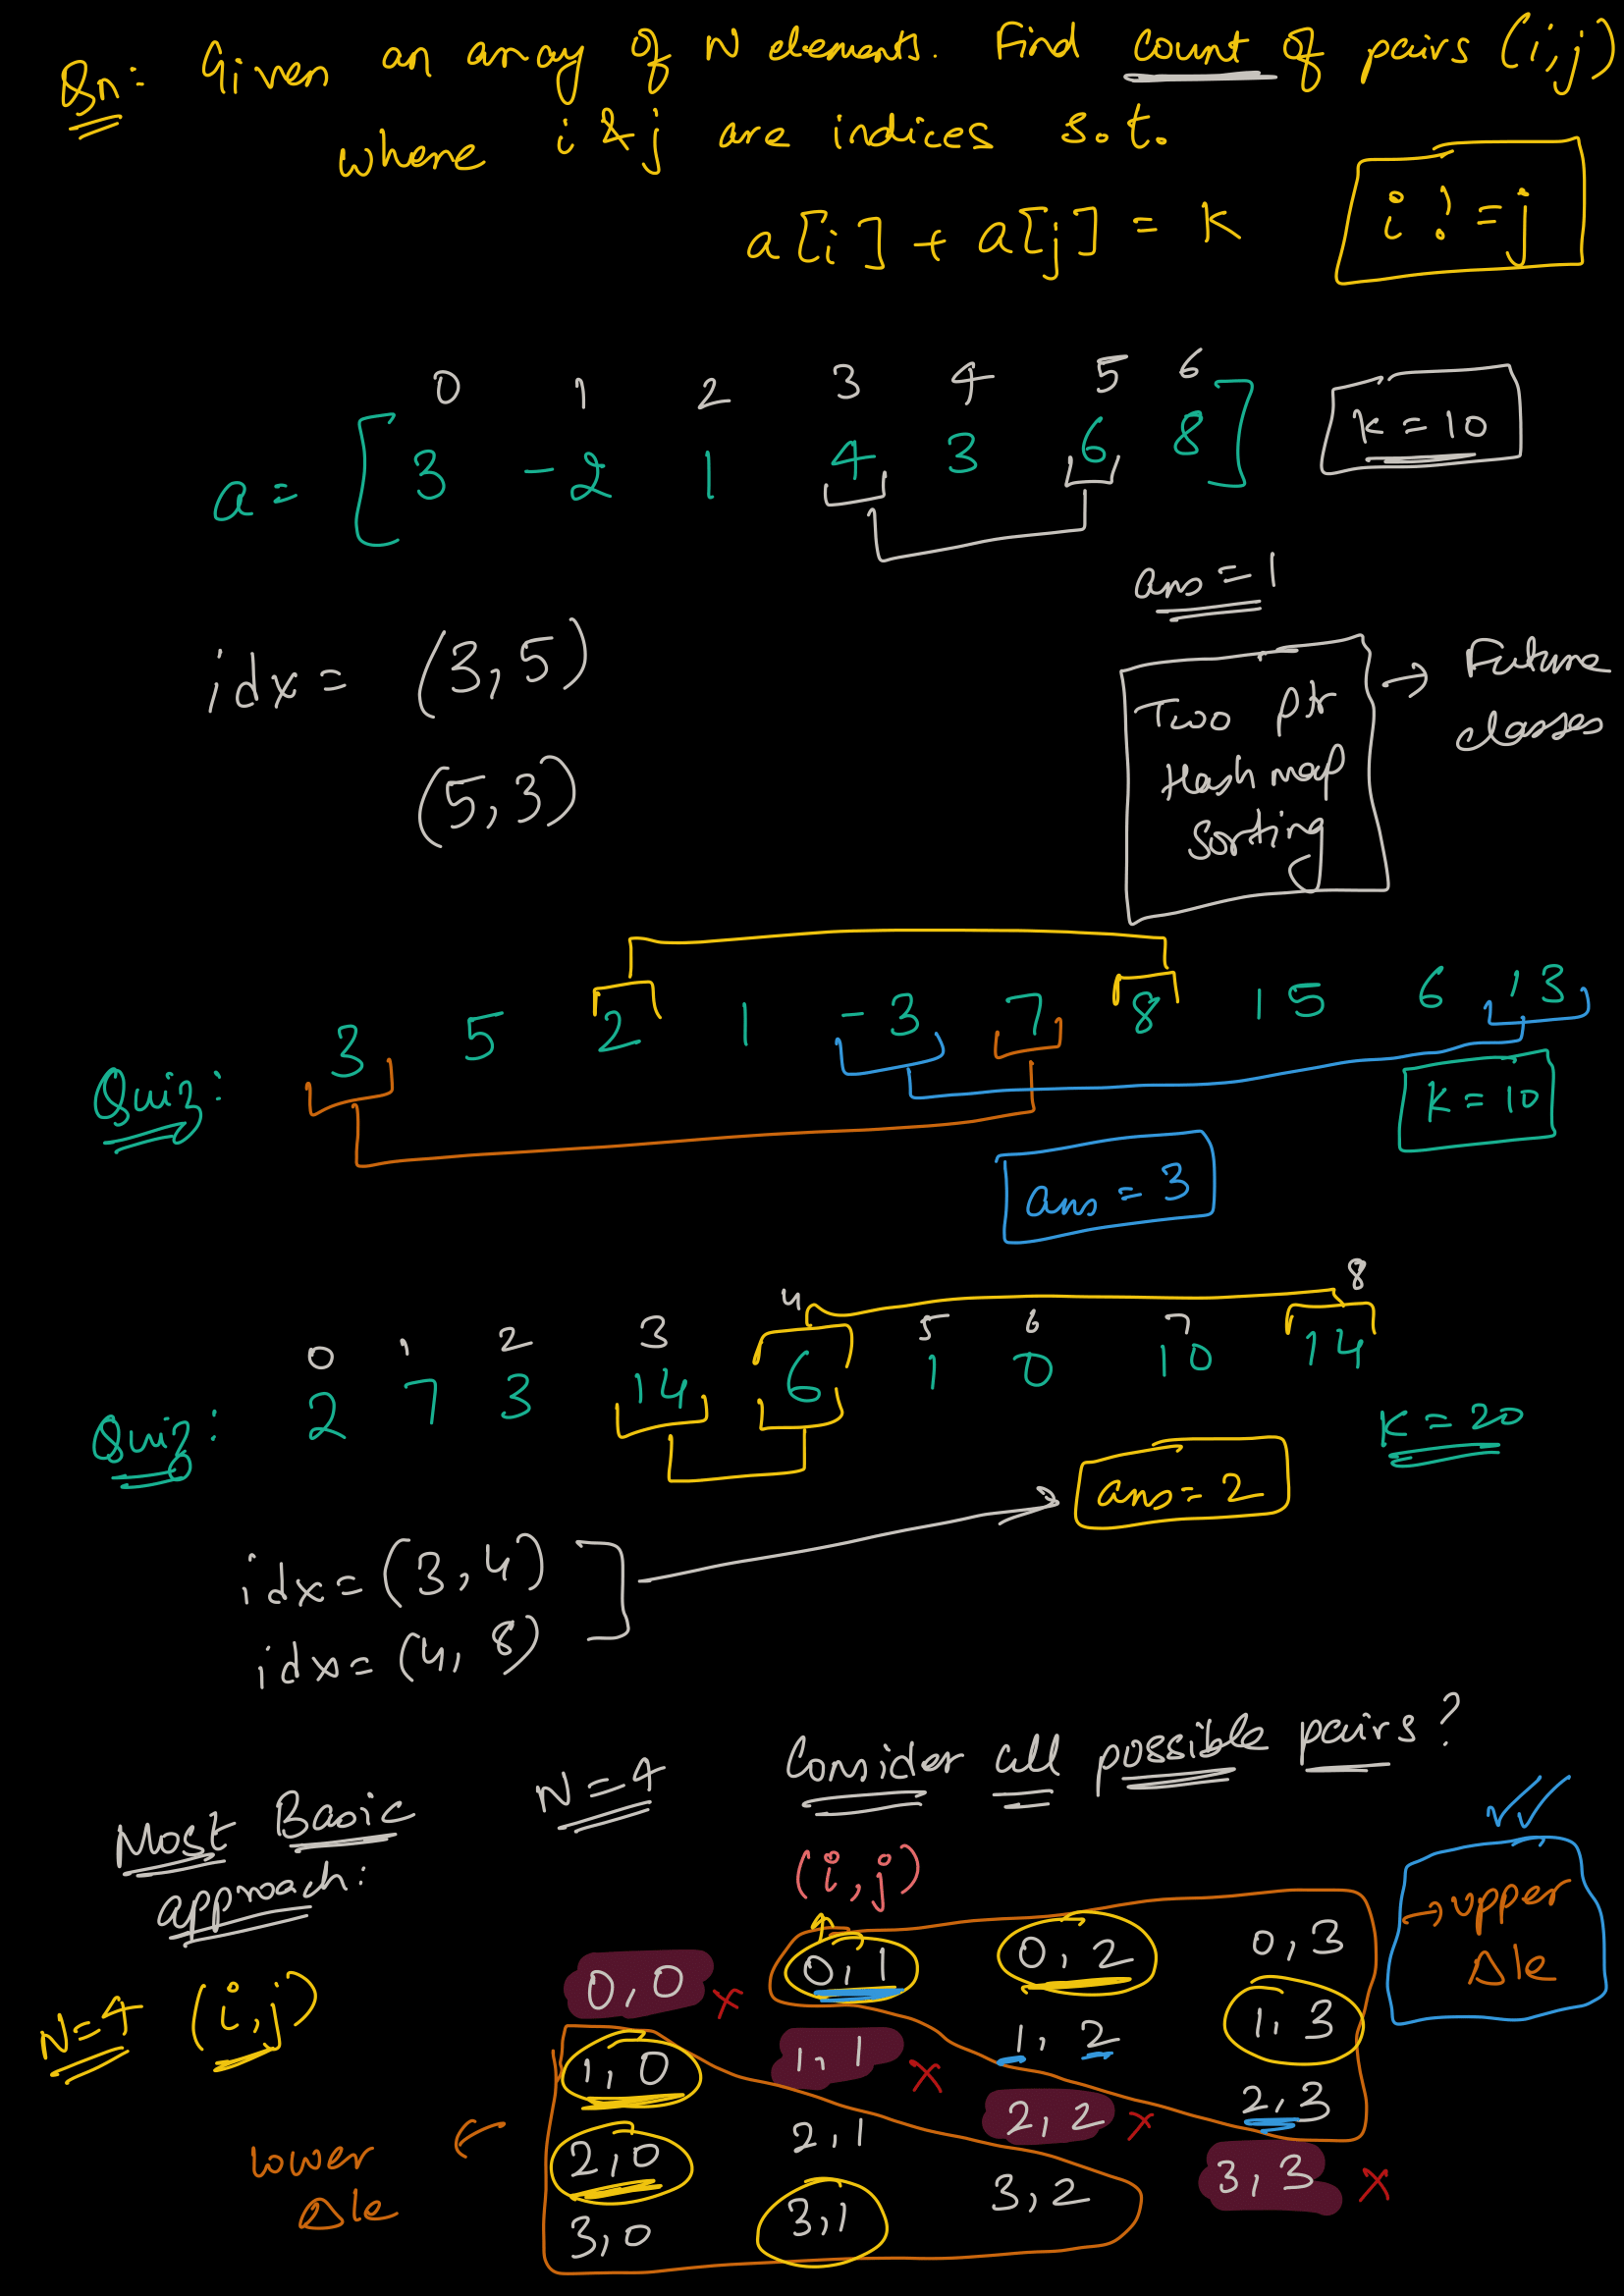 Qn: Given an array of N elements. Find count of pairs (i,j)
where i & j are indices s.t.
a[i] + a[j] = K
i != j
0 1 2 3 4 5 6
a = [3 -2 1 4 3 6 8]
K = 10
ans = 1
idx = (3,5)
(5,3)
Two ptr
Hash map
Sorting
→ Future
classes
Quiz: 3 5 2 1 -3 7 8 15 6 13
K = 10
ans = 3
0 1 2 3 4 5 6 7 8
Quiz: 2 7 3 14 6 1 0 10 14
K = 20
ans = 2
idx = (3,4)
idx = (4,8)
Most Basic
approach:
N=4
Consider all possible pairs?
(i,j)
→ upper
Δle
N=4 (i,j)
0,0 x 0,1 0,2 0,3
1,0 1,1 x 1,2 1,3
2,0 2,1 2,2 x 2,3
3,0 3,1 3,2 3,3 x
lower
Δle